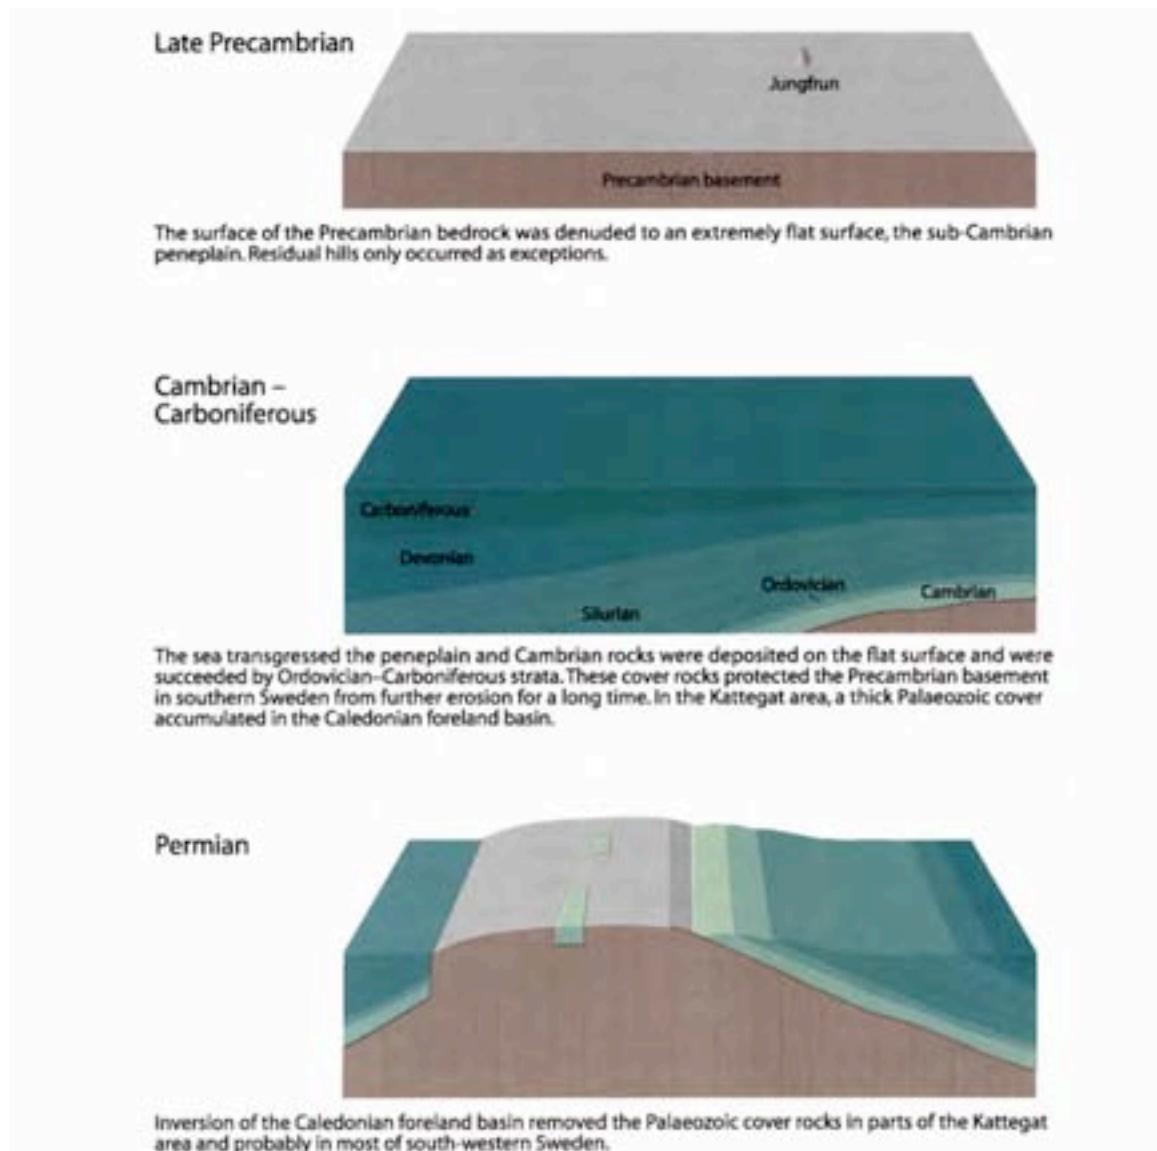 Late Precambrian
Jungfrun
Precambrian basement
The surface of the Precambrian bedrock was denuded to an extremely flat surface, the sub-Cambrian
peneplain. Residual hills only occurred as exceptions.
Cambrian –
Carboniferous
Carboniferous
Devonian
Ordovician
Cambrian
Silurian
The sea transgressed the peneplain and Cambrian rocks were deposited on the flat surface and were
succeeded by Ordovician–Carboniferous strata. These cover rocks protected the Precambrian basement
in southern Sweden from further erosion for a long time. In the Kattegat area, a thick Palaeozoic cover
accumulated in the Caledonian foreland basin.
Permian
Inversion of the Caledonian foreland basin removed the Palaeozoic cover rocks in parts of the Kattegat
area and probably in most of south-western Sweden.